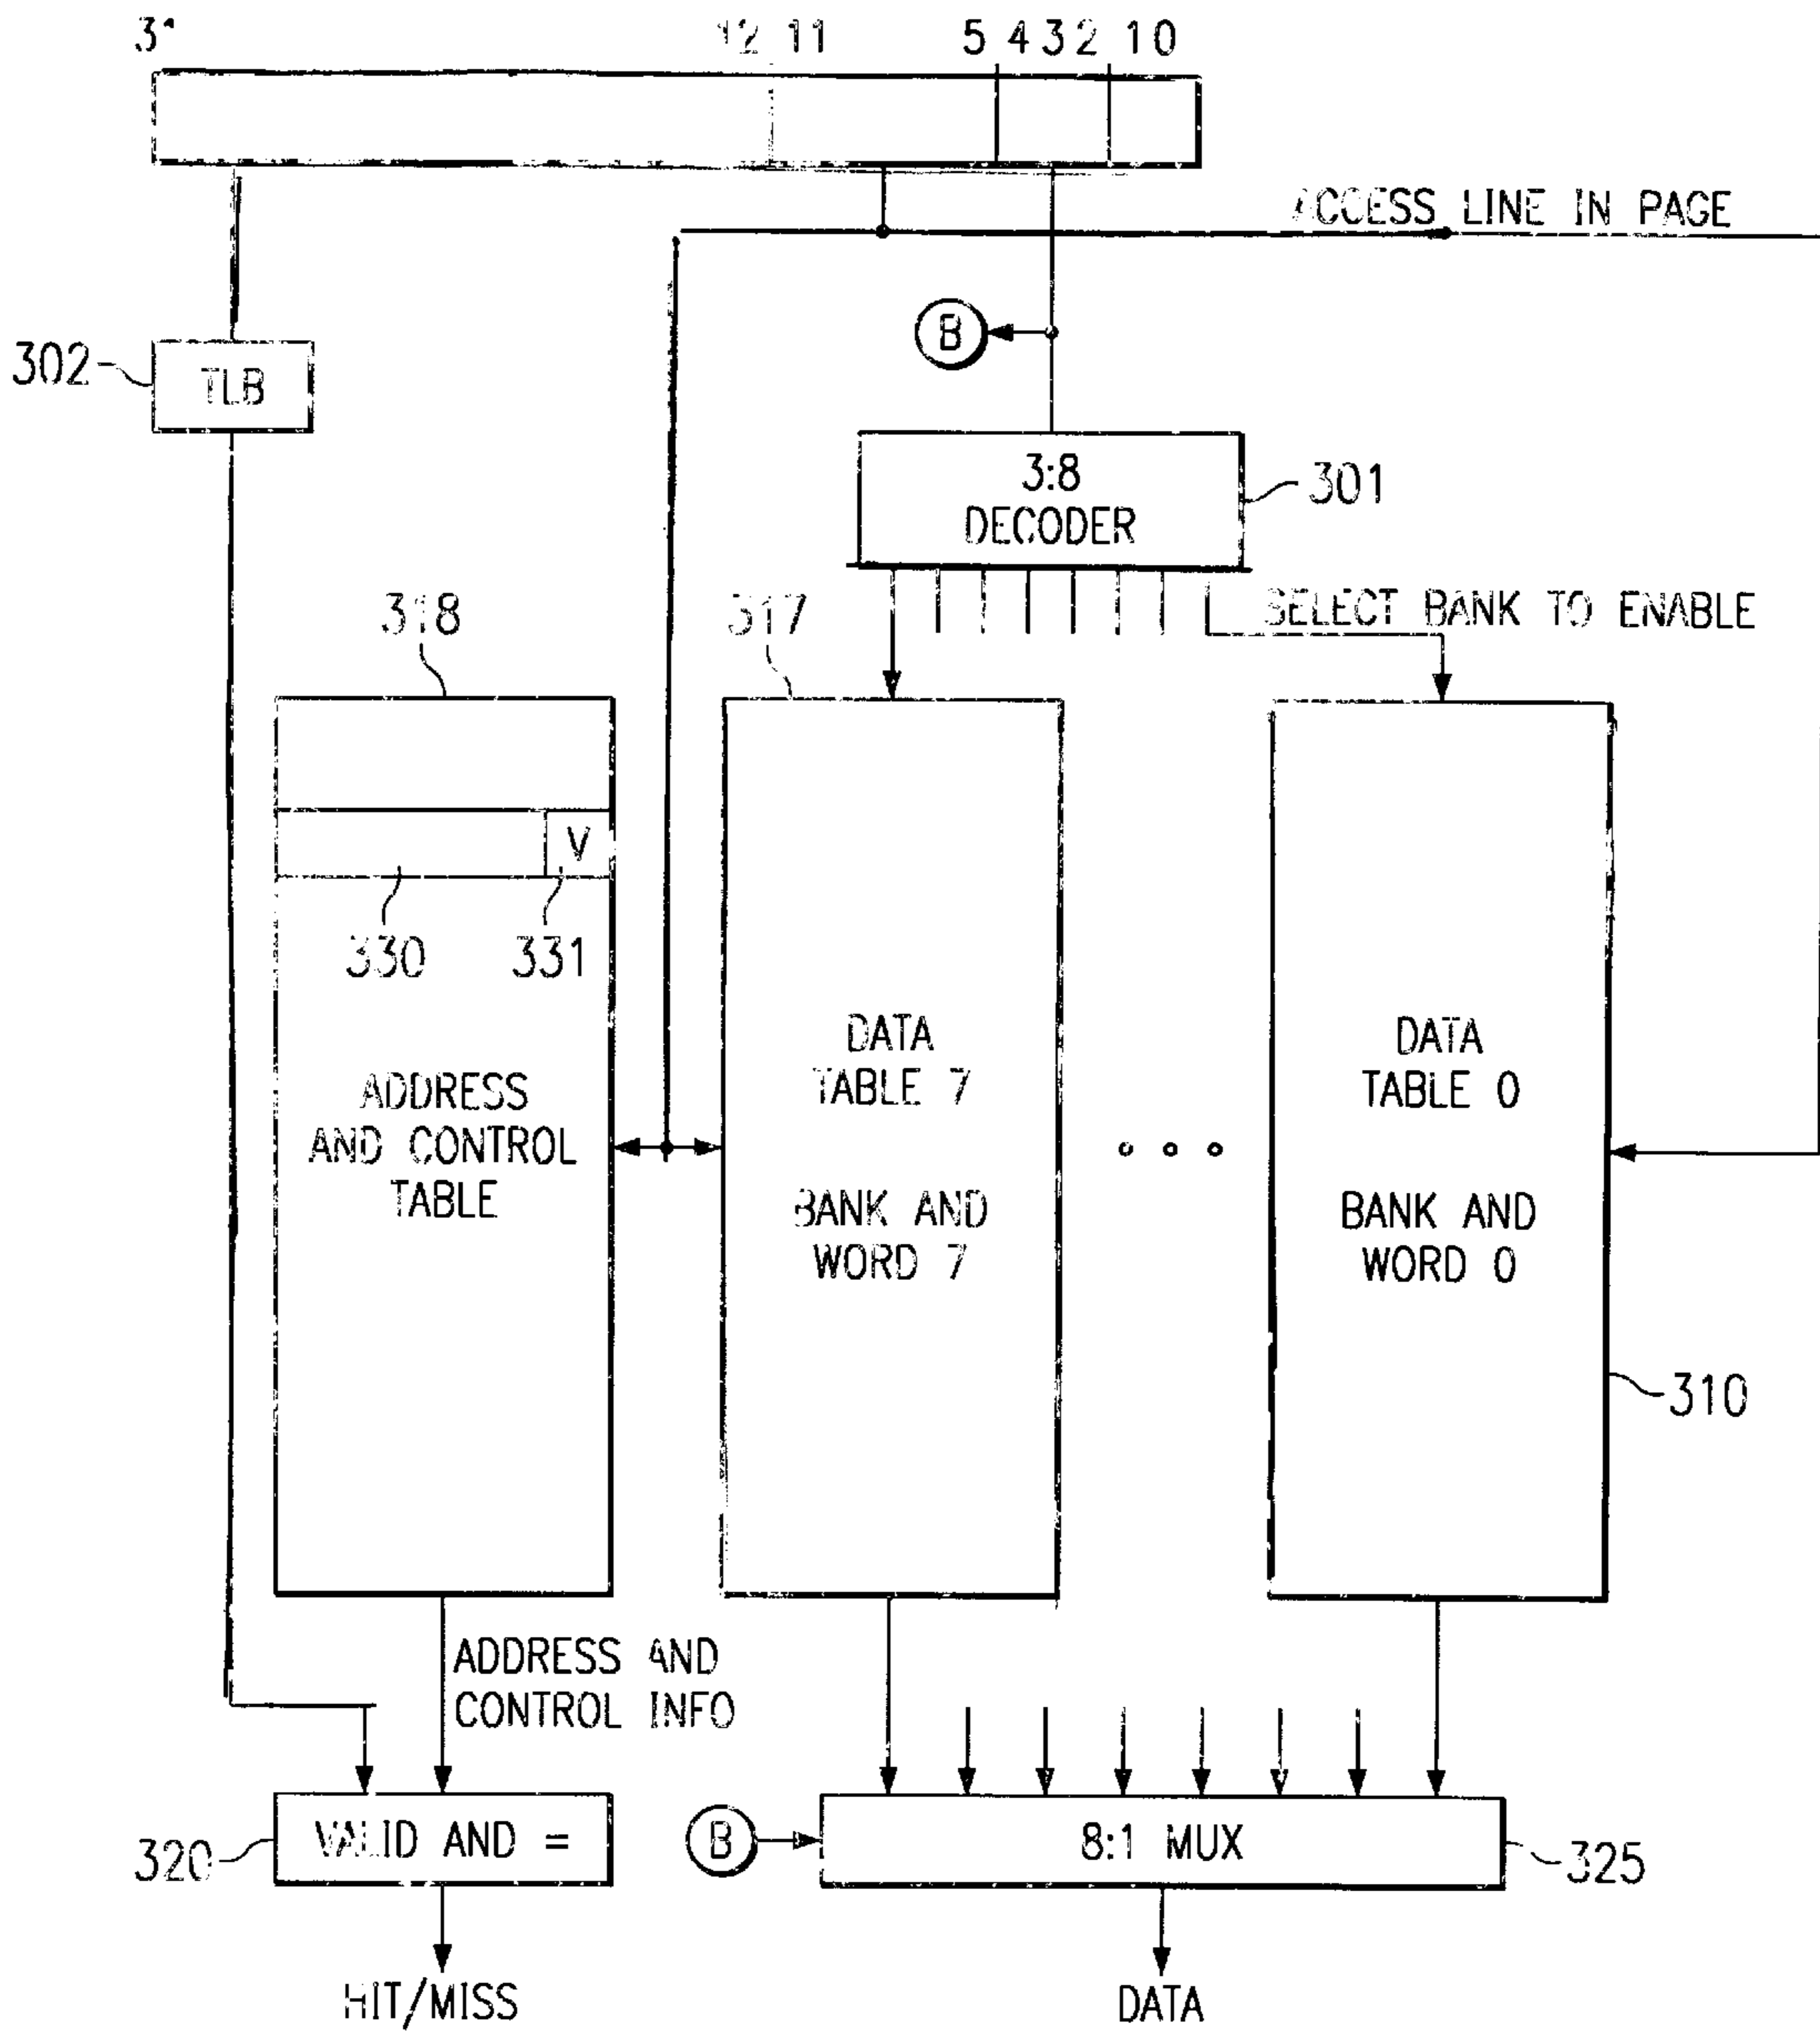 31 12 11 5 4 3 2 1 0
ACCESS LINE IN PAGE
B
302
TLB
3:8
DECODER
301
SELECT BANK TO ENABLE
318
317
V
330
331
ADDRESS
AND CONTROL
TABLE
DATA
TABLE 7
BANK AND
WORD 7
DATA
TABLE 0
BANK AND
WORD 0
310
ADDRESS AND
CONTROL INFO
320
VALID AND =
B
8:1 MUX
325
HIT/MISS
DATA